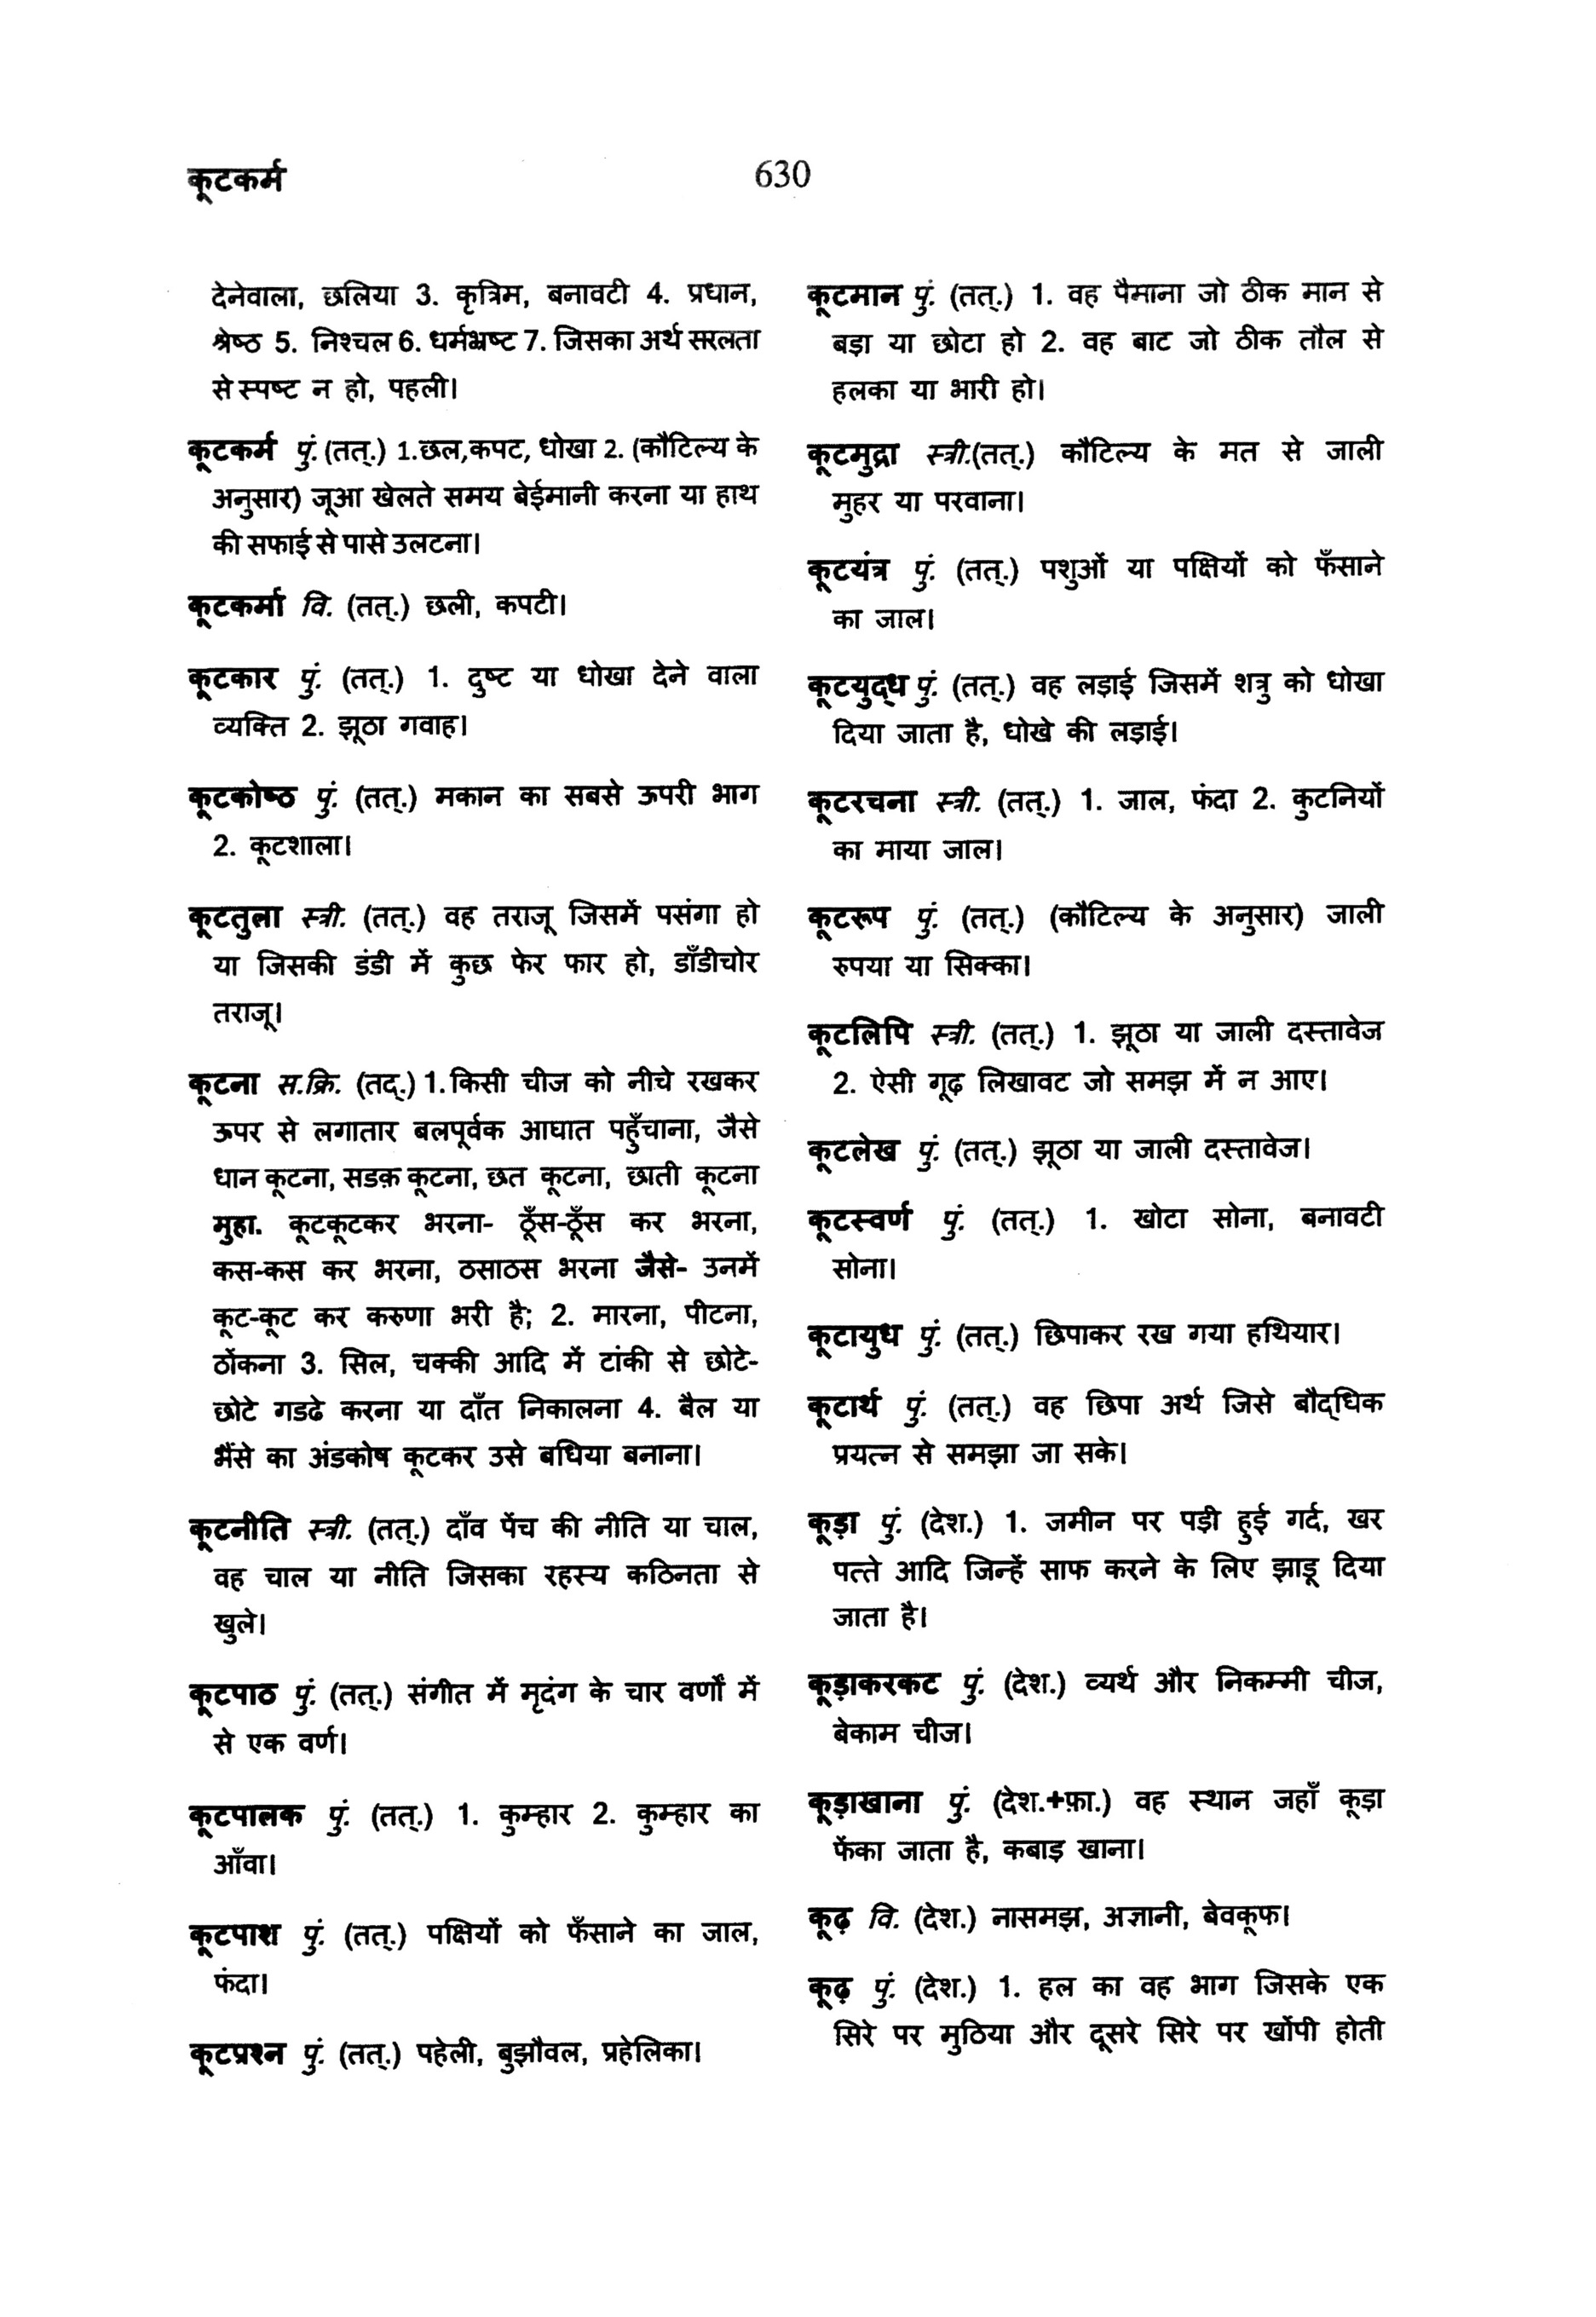 कूटकर्म
630
देनेवाला, छलिया 3. कृत्रिम, बनावटी 4. प्रधान,
श्रेष्ठ 5. निश्चल 6. धर्मभ्रष्ट 7. जिसका अर्थ सरलता
से स्पष्ट न हो, पहली।
कूटकर्म पुं. (तत्.) 1.छल,कपट, धोखा 2. (कौटिल्य के
अनुसार) जूआ खेलते समय बेईमानी करना या हाथ
की सफाई से पासे उलटना।
कूटकर्मा वि. (तत्.) छली, कपटी।
कूटकार पुं. (तत्.) 1. दुष्ट या धोखा देने वाला
व्यक्ति 2. झूठा गवाह।
कूटकोष्ठ पुं. (तत्.) मकान का सबसे ऊपरी भाग
2. कूटशाला।
कूटतुला स्त्री. (तत्.) वह तराजू जिसमें पसंगा हो
या जिसकी डंडी में कुछ फेर फार हो, डाँडीचोर
तराजू।
कूटना स.क्रि. (तद्.) 1.किसी चीज को नीचे रखकर
ऊपर से लगातार बलपूर्वक आघात पहुँचाना, जैसे
धान कूटना, सडक़ कूटना, छत कूटना, छाती कूटना
मुहा. कूटकूटकर भरना- ठूँस-ठूँस कर भरना,
कस-कस कर भरना, ठसाठस भरना जैसे- उनमें
कूट-कूट कर करुणा भरी है; 2. मारना, पीटना,
ठोंकना 3. सिल, चक्की आदि में टांकी से छोटे-
छोटे गडढे करना या दाँत निकालना 4. बैल या
भैंसे का अंडकोष कूटकर उसे बधिया बनाना।
कूटनीति स्त्री. (तत्.) दाँव पेंच की नीति या चाल,
वह चाल या नीति जिसका रहस्य कठिनता से
खुले।
कूटपाठ पुं. (तत्.) संगीत में मृदंग के चार वर्णों में
से एक वर्ण।
कूटपालक पुं. (तत्.) 1. कुम्हार 2. कुम्हार का
आँवा।
कूटपाश पुं. (तत्.) पक्षियों को फँसाने का जाल,
फंदा।
कूटप्रश्न पुं. (तत्.) पहेली, बुझौवल, प्रहेलिका।
कूटमान पुं. (तत्.) 1. वह पैमाना जो ठीक मान से
बड़ा या छोटा हो 2. वह बाट जो ठीक तौल से
हलका या भारी हो।
कूटमुद्रा स्त्री.(तत्.) कौटिल्य के मत से जाली
मुहर या परवाना।
कूटयंत्र पुं. (तत्.) पशुओं या पक्षियों को फँसाने
का जाल।
कूटयुद्ध पुं. (तत्.) वह लड़ाई जिसमें शत्रु को धोखा
दिया जाता है, धोखे की लड़ाई।
कूटरचना स्त्री. (तत्.) 1. जाल, फंदा 2. कुटनियों
का माया जाल।
कूटरूप पुं. (तत्.) (कौटिल्य के अनुसार) जाली
रुपया या सिक्का।
कूटलिपि स्त्री. (तत्.) 1. झूठा या जाली दस्तावेज
2. ऐसी गूढ़ लिखावट जो समझ में न आए।
कूटलेख पुं. (तत्.) झूठा या जाली दस्तावेज।
कूटस्वर्ण पुं. (तत्.) 1. खोटा सोना, बनावटी
सोना।
कूटायुध पुं. (तत्.) छिपाकर रख गया हथियार।
कूटार्थ पुं. (तत्.) वह छिपा अर्थ जिसे बौद्धिक
प्रयत्न से समझा जा सके।
कूड़ा पुं. (देश.) 1. जमीन पर पड़ी हुई गर्द, खर
पत्ते आदि जिन्हें साफ करने के लिए झाडू दिया
जाता है।
कूड़ाकरकट पुं. (देश.) व्यर्थ और निकम्मी चीज,
बेकाम चीज।
कूड़ाखाना पुं. (देश.+फ़ा.) वह स्थान जहाँ कूड़ा
फेंका जाता है, कबाड़ खाना।
कूढ़ वि. (देश.) नासमझ, अज्ञानी, बेवकूफ।
कूढ़ पुं. (देश.) 1. हल का वह भाग जिसके एक
सिरे पर मुठिया और दूसरे सिरे पर खोंपी होती